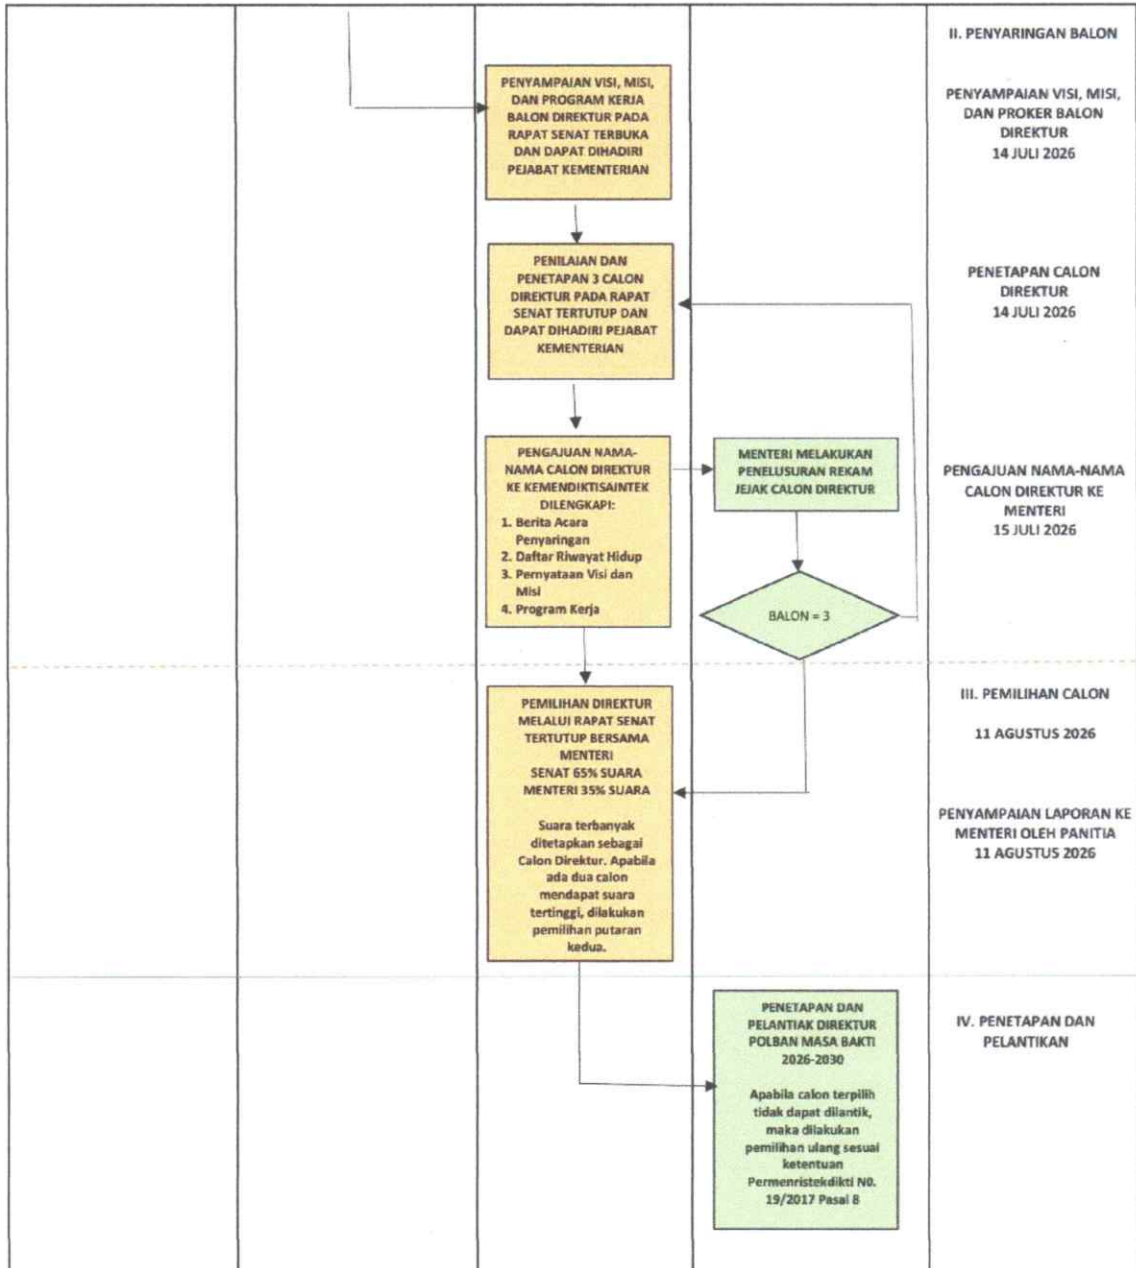 II. PENYARINGAN BALON
PENYAMPAIAN VISI, MISI,
DAN PROGRAM KERJA
BALON DIREKTUR PADA
RAPAT SENAT TERBUKA
DAN DAPAT DIHADIRI
PEJABAT KEMENTERIAN
PENYAMPAIAN VISI, MISI,
DAN PROKER BALON
DIREKTUR
14 JULI 2026
PENILAIAN DAN
PENETAPAN 3 CALON
DIREKTUR PADA RAPAT
SENAT TERTUTUP DAN
DAPAT DIHADIRI PEJABAT
KEMENTERIAN
PENETAPAN CALON
DIREKTUR
14 JULI 2026
PENGAJUAN NAMA-
NAMA CALON DIREKTUR
KE KEMENDIKTISAINTEK
DILENGKAPI:
1. Berita Acara
Penyaringan
2. Daftar Riwayat Hidup
3. Pernyataan Visi dan
Misi
4. Program Kerja
MENTERI MELAKUKAN
PENELUSURAN REKAM
JEJAK CALON DIREKTUR
BALON = 3
PENGAJUAN NAMA-NAMA
CALON DIREKTUR KE
MENTERI
15 JULI 2026
PEMILIHAN DIREKTUR
MELALUI RAPAT SENAT
TERTUTUP BERSAMA
MENTERI
SENAT 65% SUARA
MENTERI 35% SUARA
Suara terbanyak
ditetapkan sebagai
Calon Direktur. Apabila
ada dua calon
mendapat suara
tertinggi, dilakukan
pemilihan putaran
kedua.
III. PEMILIHAN CALON
11 AGUSTUS 2026
PENYAMPAIAN LAPORAN KE
MENTERI OLEH PANITIA
11 AGUSTUS 2026
PENETAPAN DAN
PELANTIAK DIREKTUR
POLBAN MASA BAKTI
2026-2030
Apabila calon terpilih
tidak dapat dilantik,
maka dilakukan
pemilihan ulang sesuai
ketentuan
Permenristekdikti N0.
19/2017 Pasal 8
IV. PENETAPAN DAN
PELANTIKAN